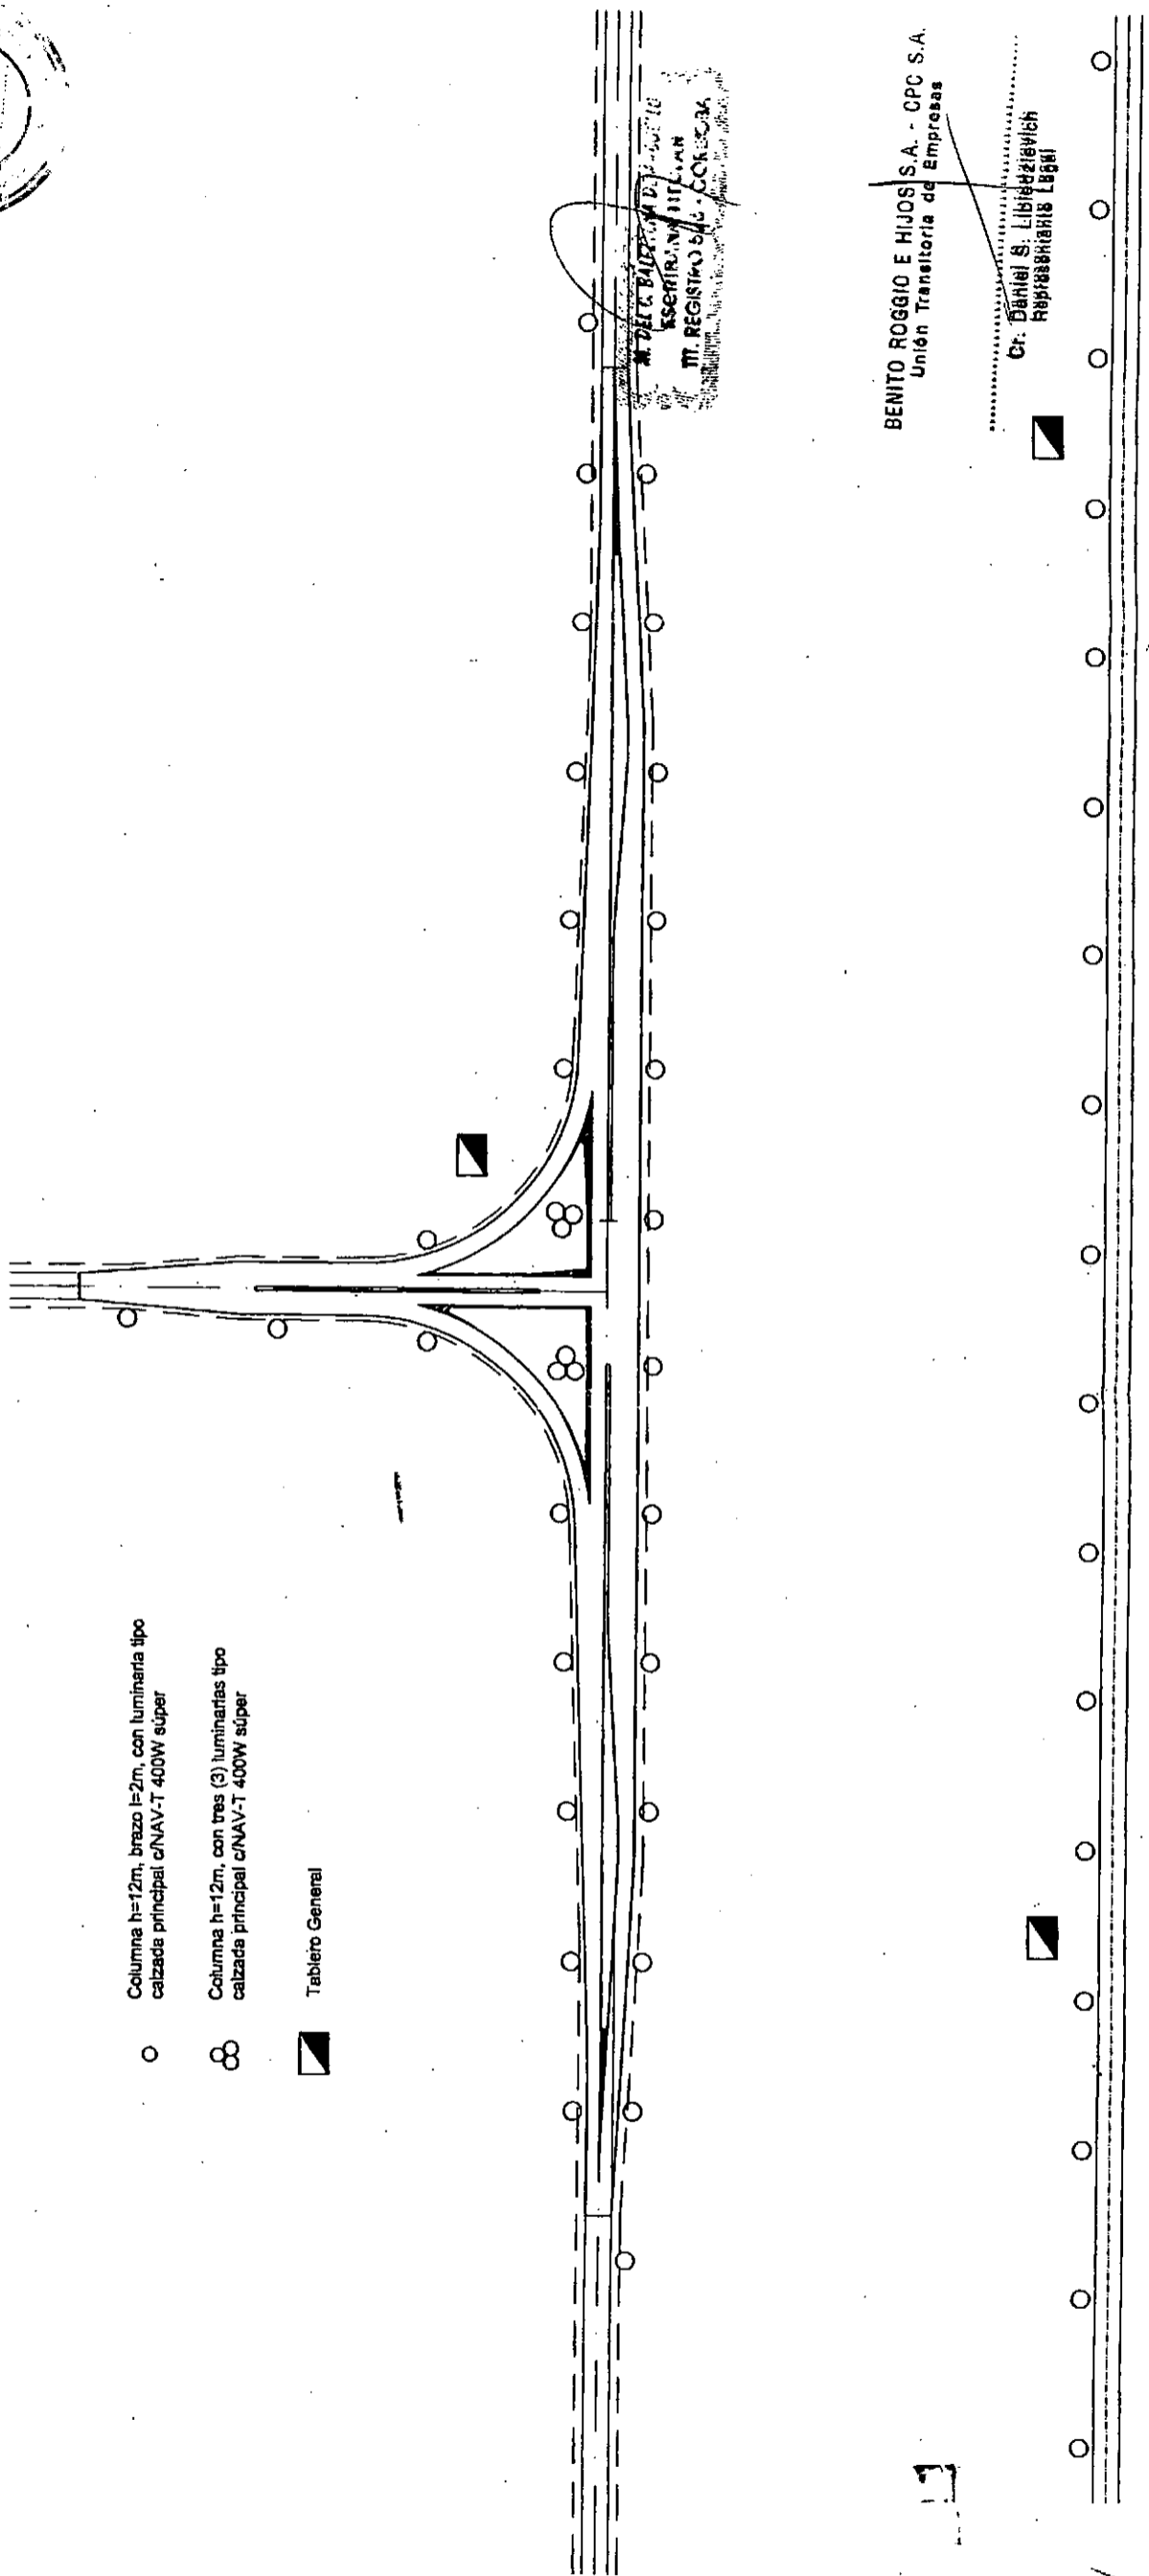 Columna h=12m, brazo l=2m, con luminaria tipo
calzada principal c/NAV-T 400W súper
Columna h=12m, con tres (3) luminarias tipo
calzada principal c/NAV-T 400W súper
Tablero General
TIT. REGISTRO
BENITO ROGGIO E HIJOS S.A. - CPC S.A.
Unión Transitoria de Empresas
Cr. Daniel S.
Representante Legal